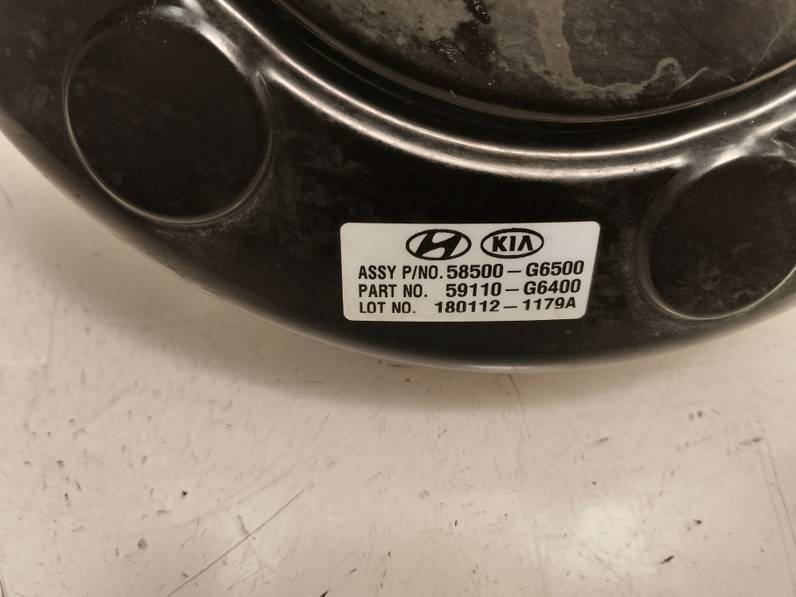 KIA
ASSY P/NO. 58500-G6500
PART NO. 59110-G6400
LOT NO. 180112-1179A